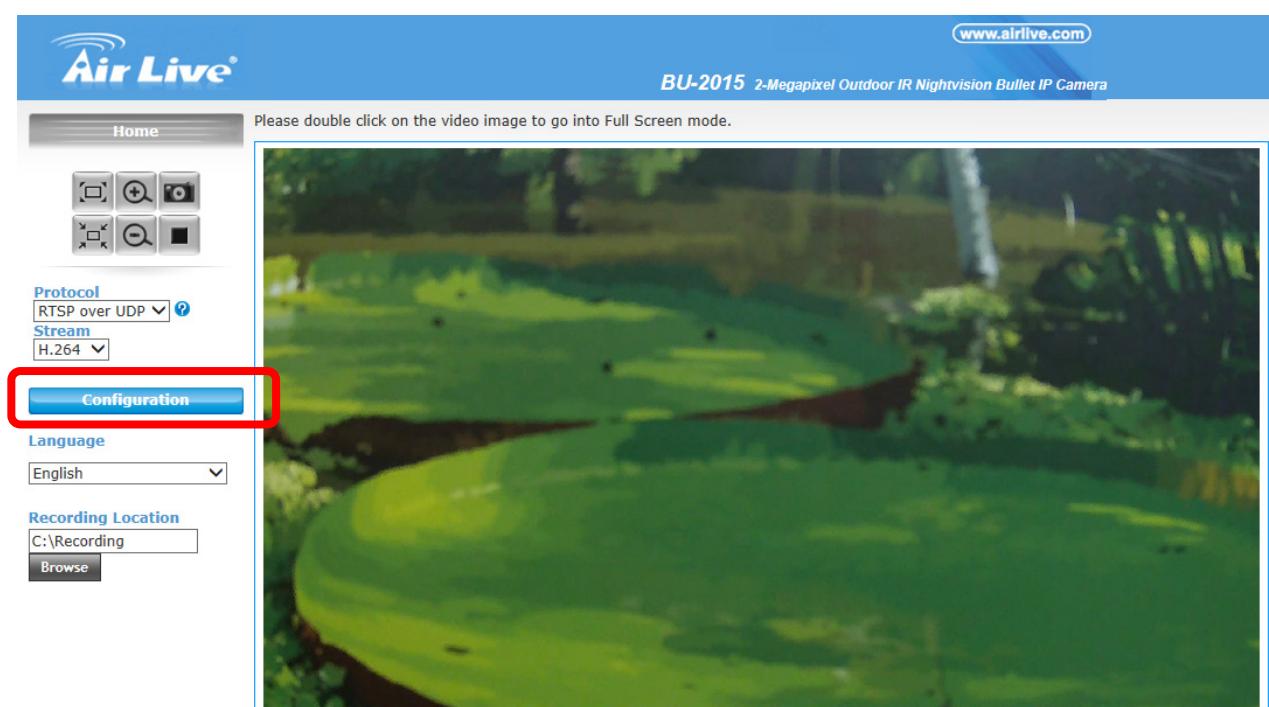 www.airlive.com
Air Live®
BU-2015 2-Megapixel Outdoor IR Nightvision Bullet IP Camera
Home
Please double click on the video image to go into Full Screen mode.
Protocol
RTSP over UDP
Stream
H.264
Configuration
Language
English
Recording Location
C:\Recording
Browse